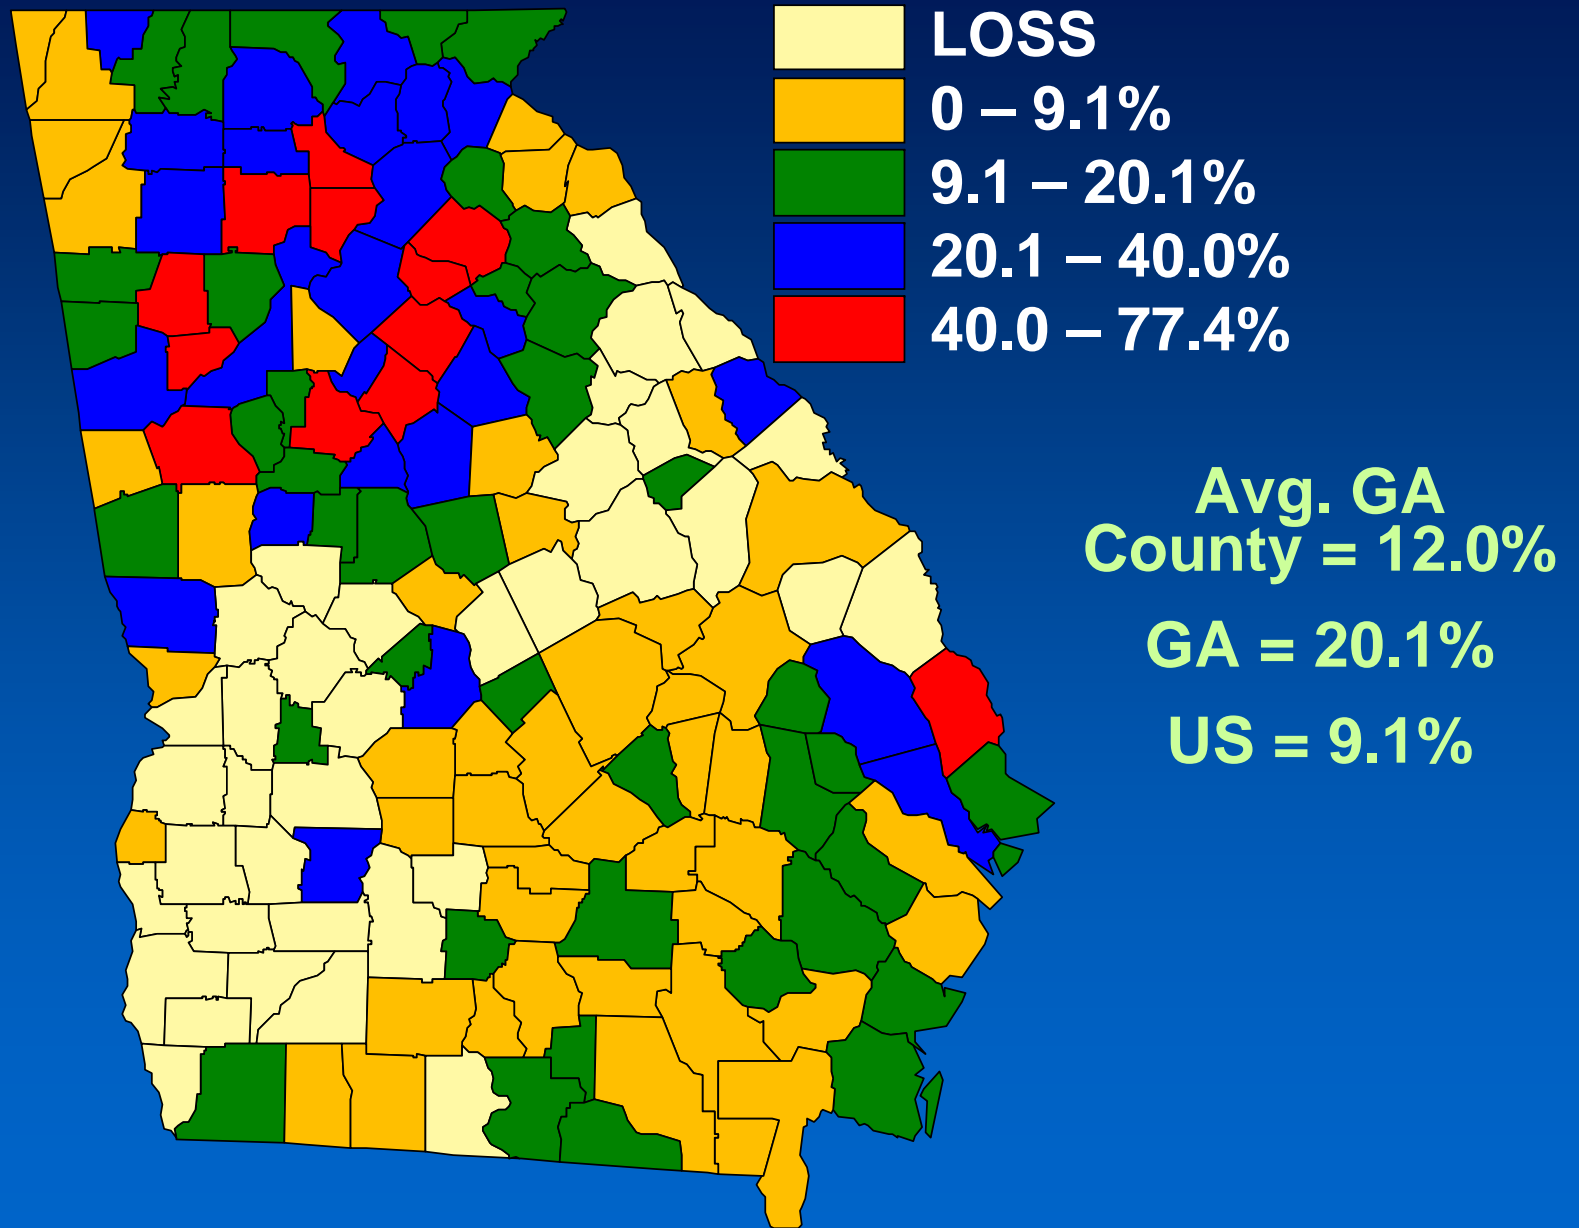 LOSS
0 – 9.1%
9.1 – 20.1%
20.1 – 40.0%
40.0 – 77.4%
Avg. GA
County = 12.0%
GA = 20.1%
US = 9.1%